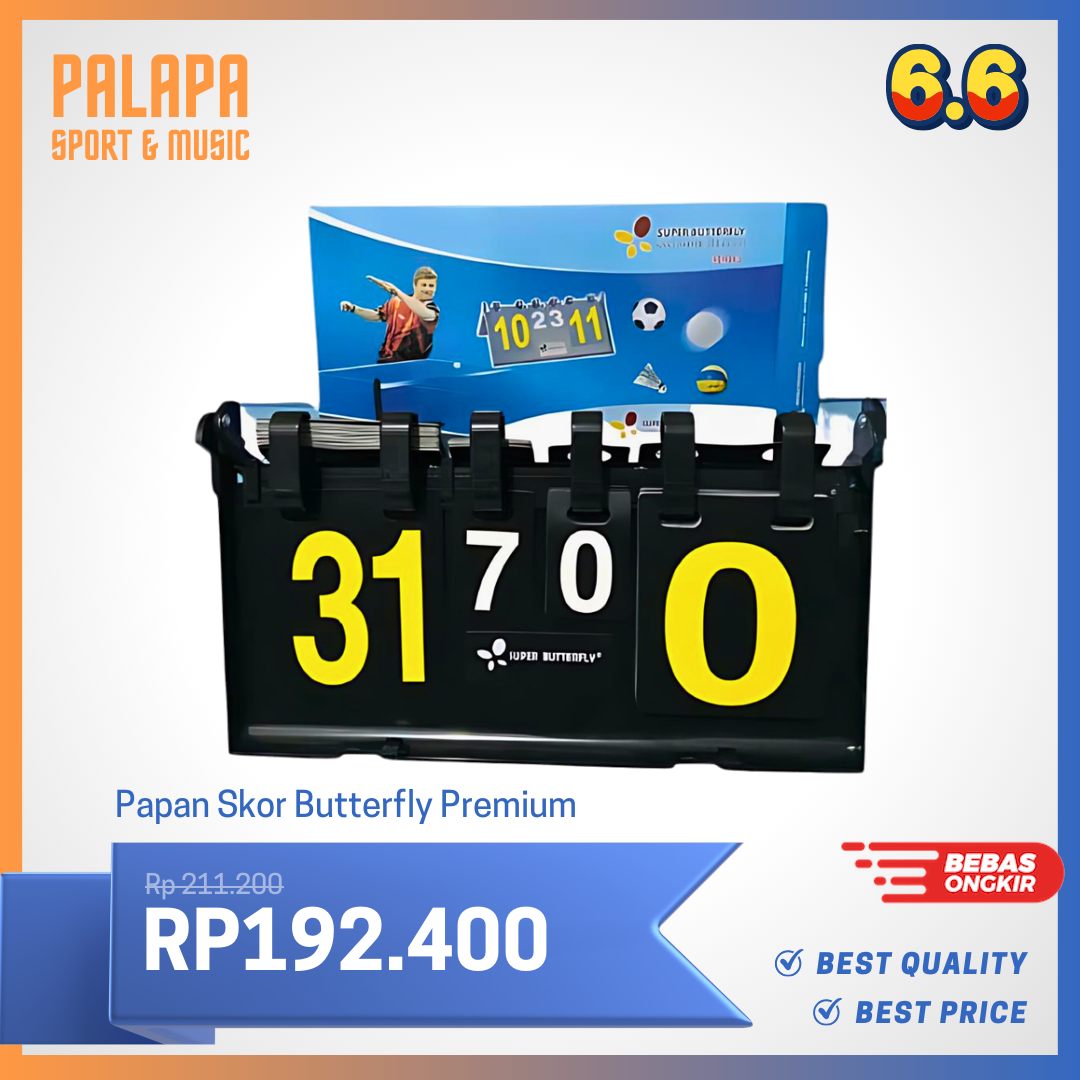 PALAPA
SPORT & MUSIC
6.6
SUPER BUTTERFLY
10 23 11
31 7 0 0
SUPER BUTTERFLY®
Papan Skor Butterfly Premium
Rp 211.200
RP192.400
BEBAS
ONGKIR
BEST QUALITY
BEST PRICE